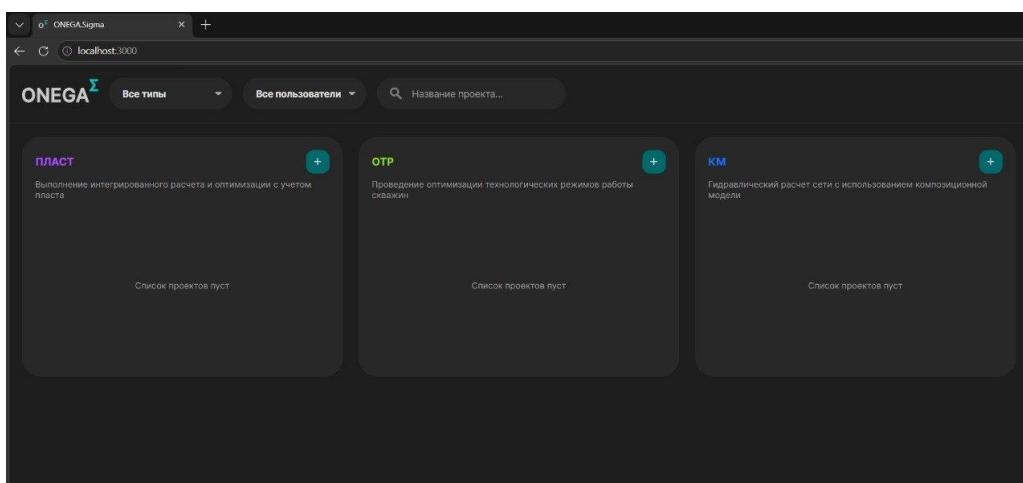 ONEGA.Sigma
localhost:3000
ONEGA Σ
Все типы
Все пользователи
Название проекта...
ПЛАСТ
Выполнение интегрированного расчета и оптимизации с учетом
пласта
Список проектов пуст
ОТР
Проведение оптимизации технологических режимов работы
скважин
Список проектов пуст
КМ
Гидравлический расчет сети с использованием композиционной
модели
Список проектов пуст